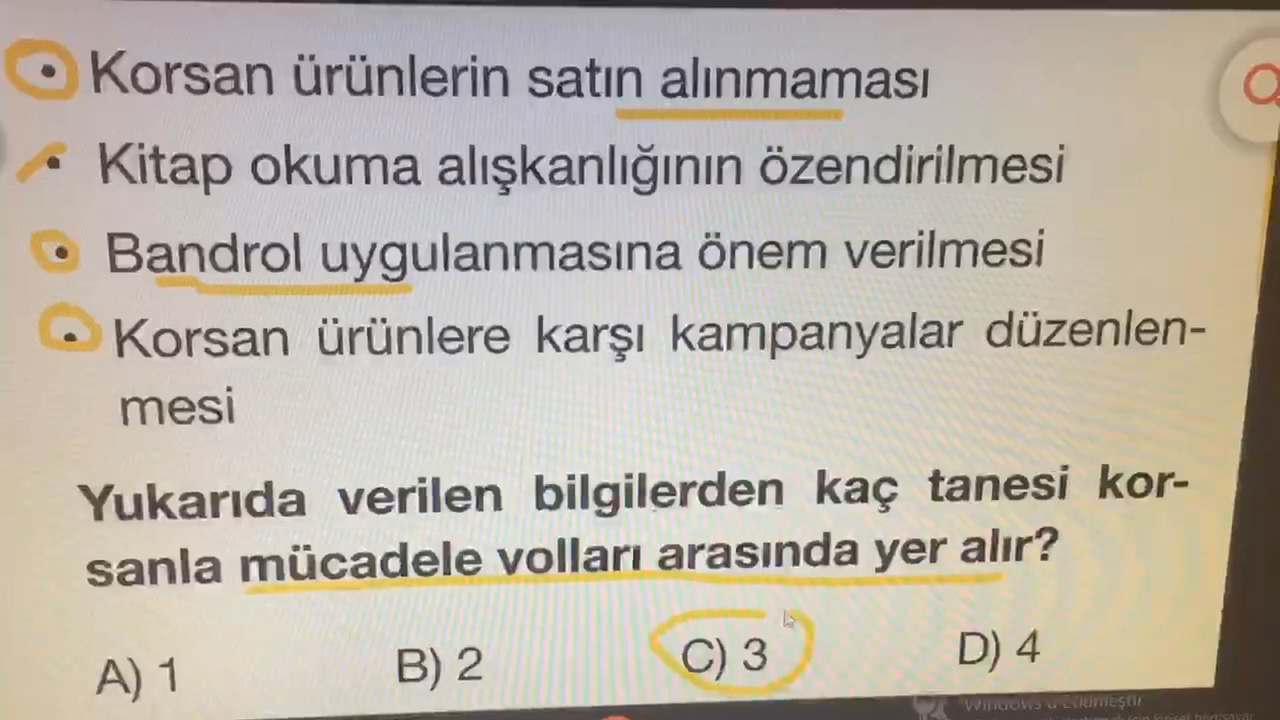 • Korsan ürünlerin satın alınmaması
• Kitap okuma alışkanlığının özendirilmesi
• Bandrol uygulanmasına önem verilmesi
• Korsan ürünlere karşı kampanyalar düzenlen-
mesi
Yukarıda verilen bilgilerden kaç tanesi kor-
sanla mücadele yolları arasında yer alır?
A) 1 B) 2 C) 3 D) 4